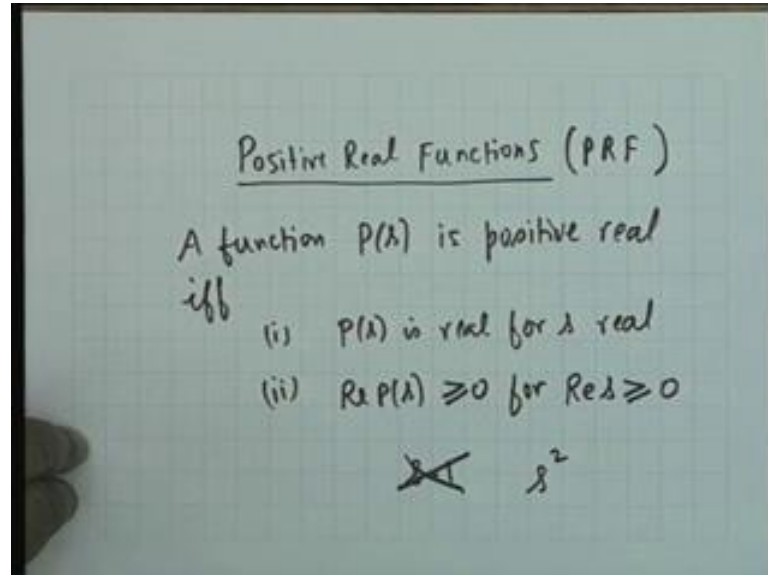 Positive Real Functions (PRF)
A function P(s) is positive real
iff
(i) P(s) is real for s real
(ii) Re P(s) ⩾ 0 for Re s ⩾ 0
s²